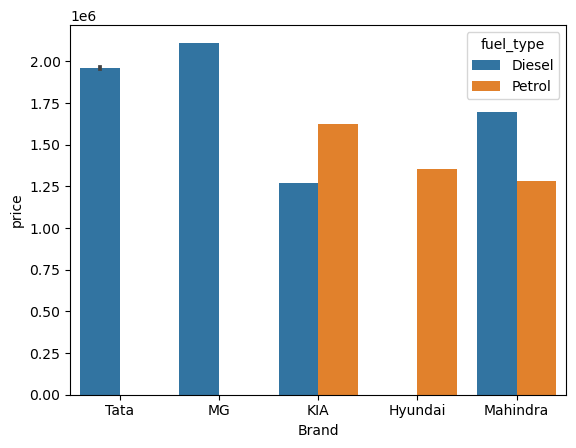 1e6
fuel_type
Diesel
Petrol
2.00
1.75
1.50
1.25
1.00
0.75
0.50
0.25
0.00
price
Tata MG KIA Hyundai Mahindra
Brand